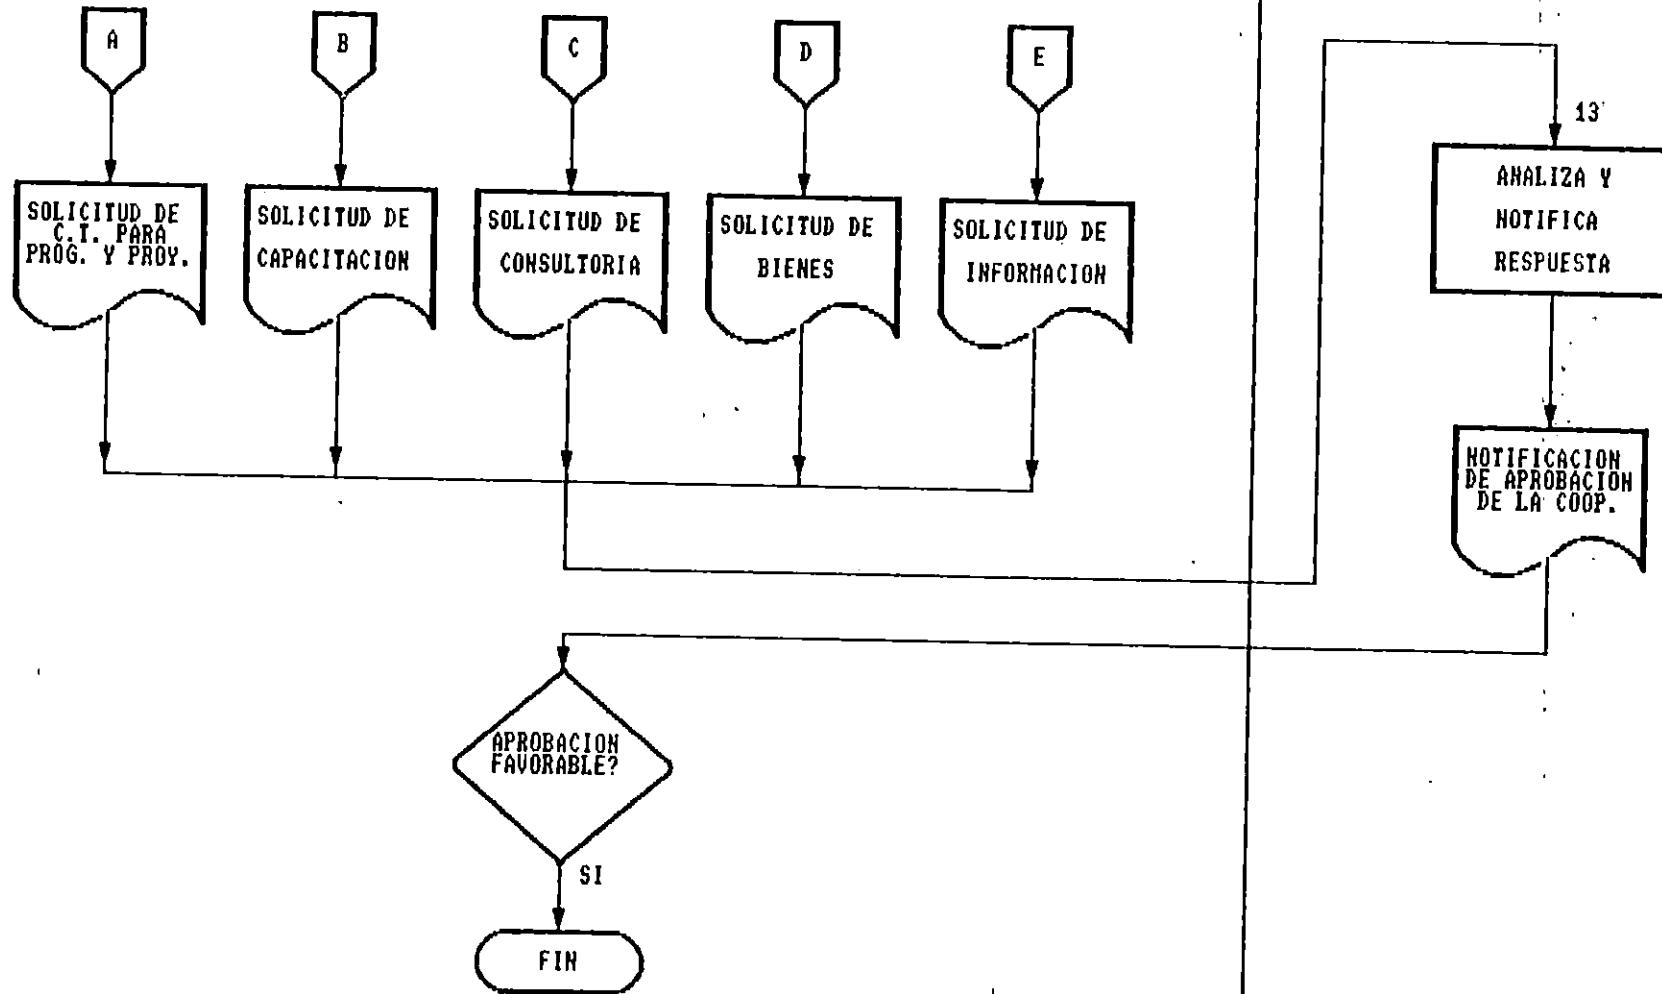 A
B
C
D
E
13
SOLICITUD DE
C.T. PARA
PROG. Y PROY.
SOLICITUD DE
CAPACITACION
SOLICITUD DE
CONSULTORIA
SOLICITUD DE
BIENES
SOLICITUD DE
INFORMACION
ANALIZA Y
NOTIFICA
RESPUESTA
NOTIFICACION
DE APROBACION
DE LA COOP.
APROBACION
FAVORABLE?
SI
FIN